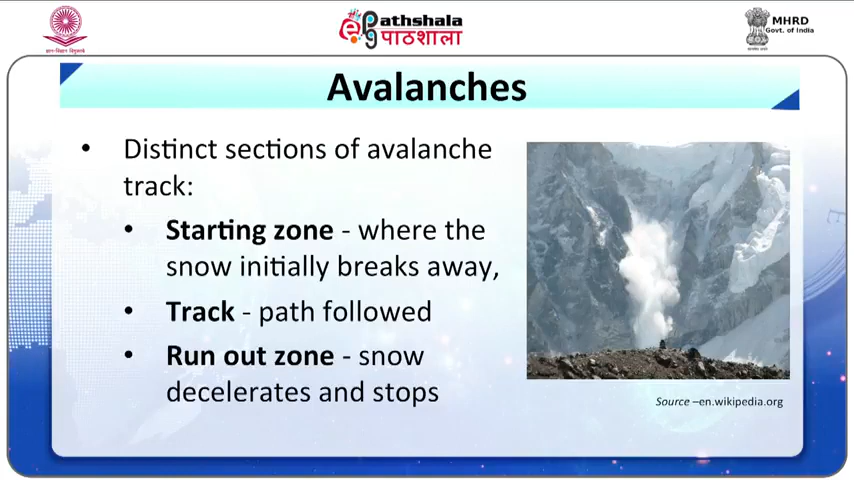 Pathshala
पाठशाला
MHRD
Govt. of India
Avalanches
• Distinct sections of avalanche
track:
• Starting zone - where the
snow initially breaks away,
• Track - path followed
• Run out zone - snow
decelerates and stops
Source –en.wikipedia.org